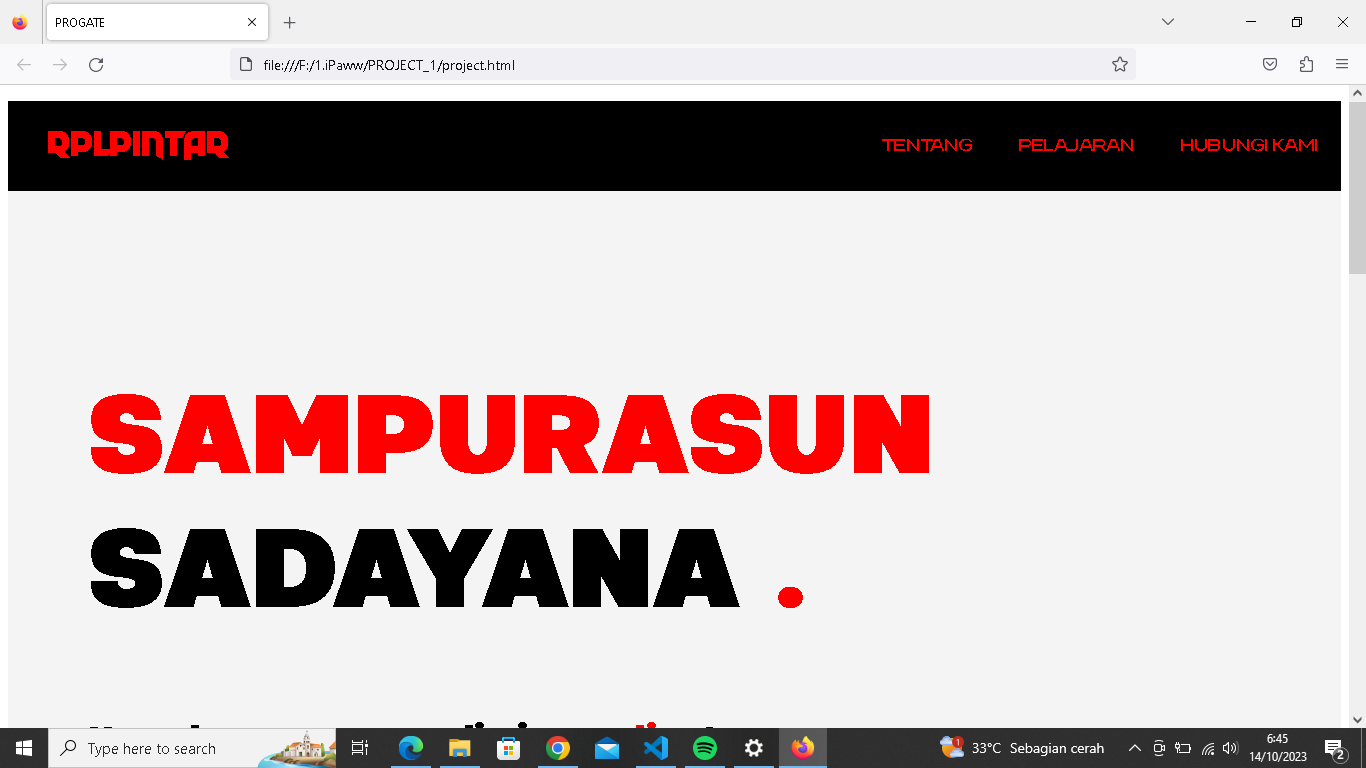 PROGATE
file:///F:/1.iPaww/PROJECT_1/project.html
RPLPINTAR
TENTANG PELAJARAN HUBUNGI KAMI
SAMPURASUN
SADAYANA .
Type here to search
1
33°C Sebagian cerah
6:45
14/10/2023
2